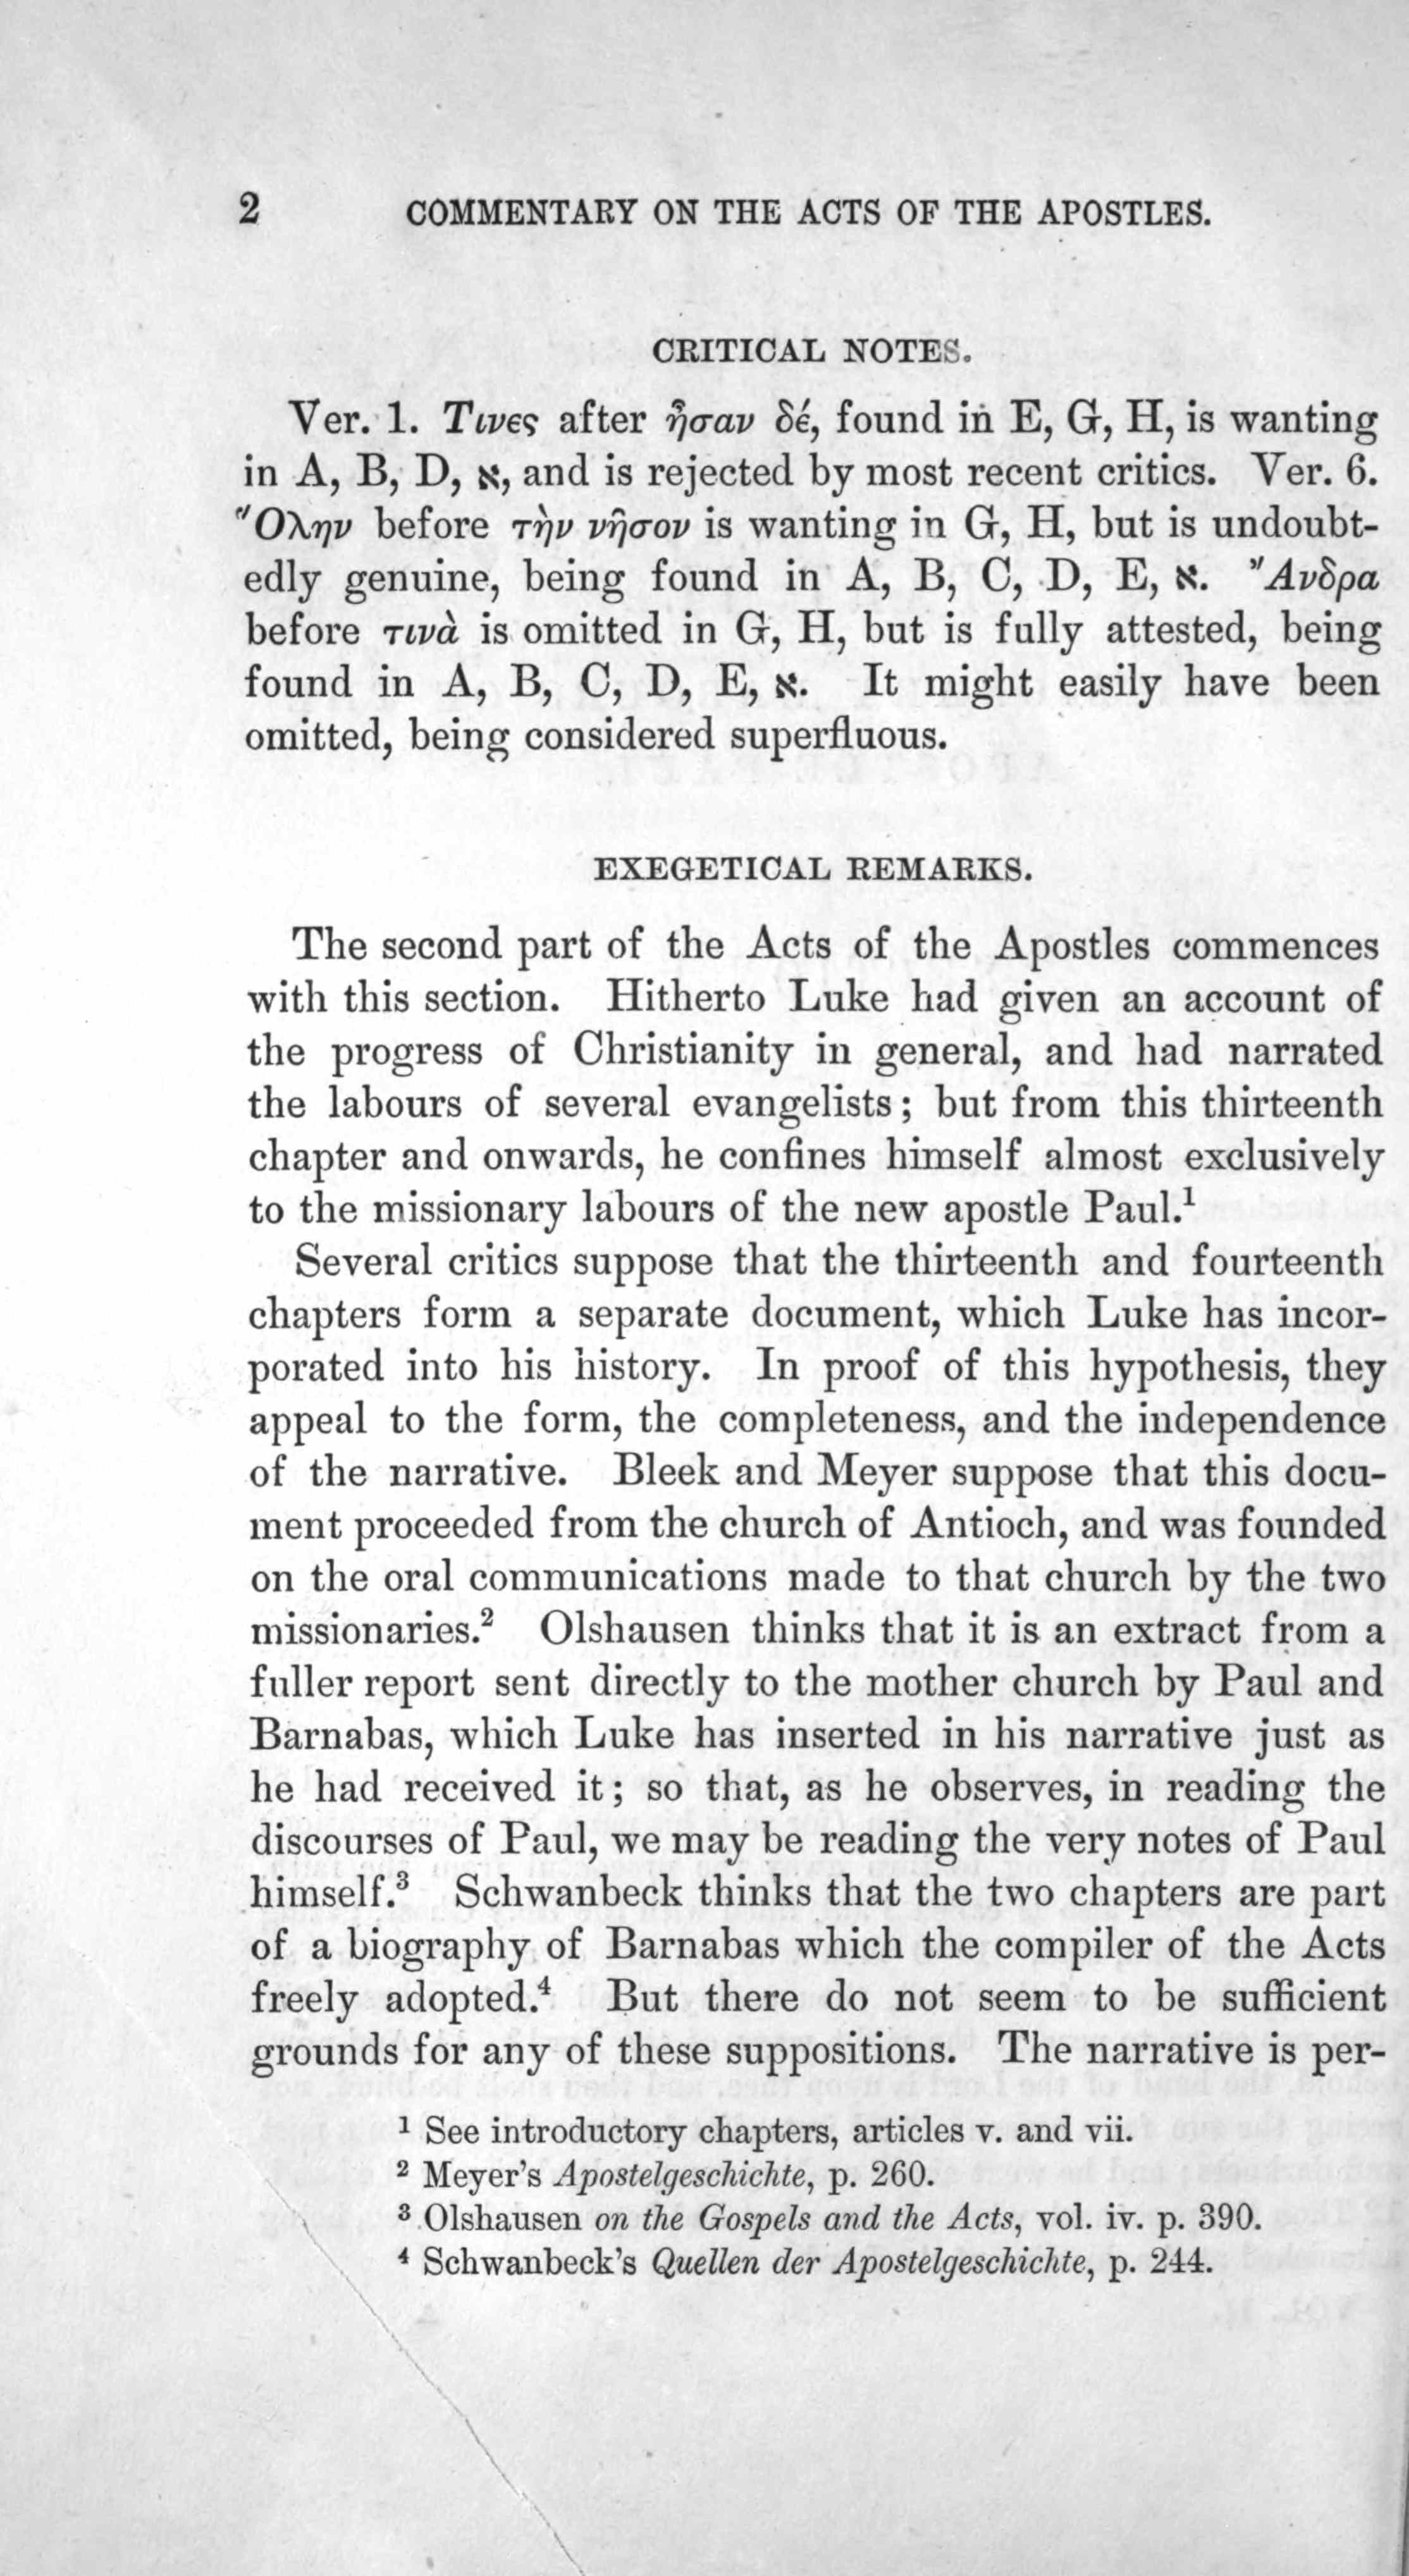 2 COMMENTARY ON THE ACTS OF THE APOSTLES.
CRITICAL NOTES.
Ver. 1. Τινες after ἦσαν δέ, found in E, G, H, is wanting
in A, B, D, א, and is rejected by most recent critics. Ver. 6.
Ὅλην before τὴν νῆσον is wanting in G, H, but is undoubt-
edly genuine, being found in A, B, C, D, E, א. Ἄνδρα
before τινὰ is omitted in G, H, but is fully attested, being
found in A, B, C, D, E, א. It might easily have been
omitted, being considered superfluous.
EXEGETICAL REMARKS.
The second part of the Acts of the Apostles commences
with this section. Hitherto Luke had given an account of
the progress of Christianity in general, and had narrated
the labours of several evangelists; but from this thirteenth
chapter and onwards, he confines himself almost exclusively
to the missionary labours of the new apostle Paul.¹
Several critics suppose that the thirteenth and fourteenth
chapters form a separate document, which Luke has incor-
porated into his history. In proof of this hypothesis, they
appeal to the form, the completeness, and the independence
of the narrative. Bleek and Meyer suppose that this docu-
ment proceeded from the church of Antioch, and was founded
on the oral communications made to that church by the two
missionaries.² Olshausen thinks that it is an extract from a
fuller report sent directly to the mother church by Paul and
Barnabas, which Luke has inserted in his narrative just as
he had received it; so that, as he observes, in reading the
discourses of Paul, we may be reading the very notes of Paul
himself.³ Schwanbeck thinks that the two chapters are part
of a biography of Barnabas which the compiler of the Acts
freely adopted.⁴ But there do not seem to be sufficient
grounds for any of these suppositions. The narrative is per-
¹ See introductory chapters, articles v. and vii.
² Meyer's Apostelgeschichte, p. 260.
³ Olshausen on the Gospels and the Acts, vol. iv. p. 390.
⁴ Schwanbeck's Quellen der Apostelgeschichte, p. 244.